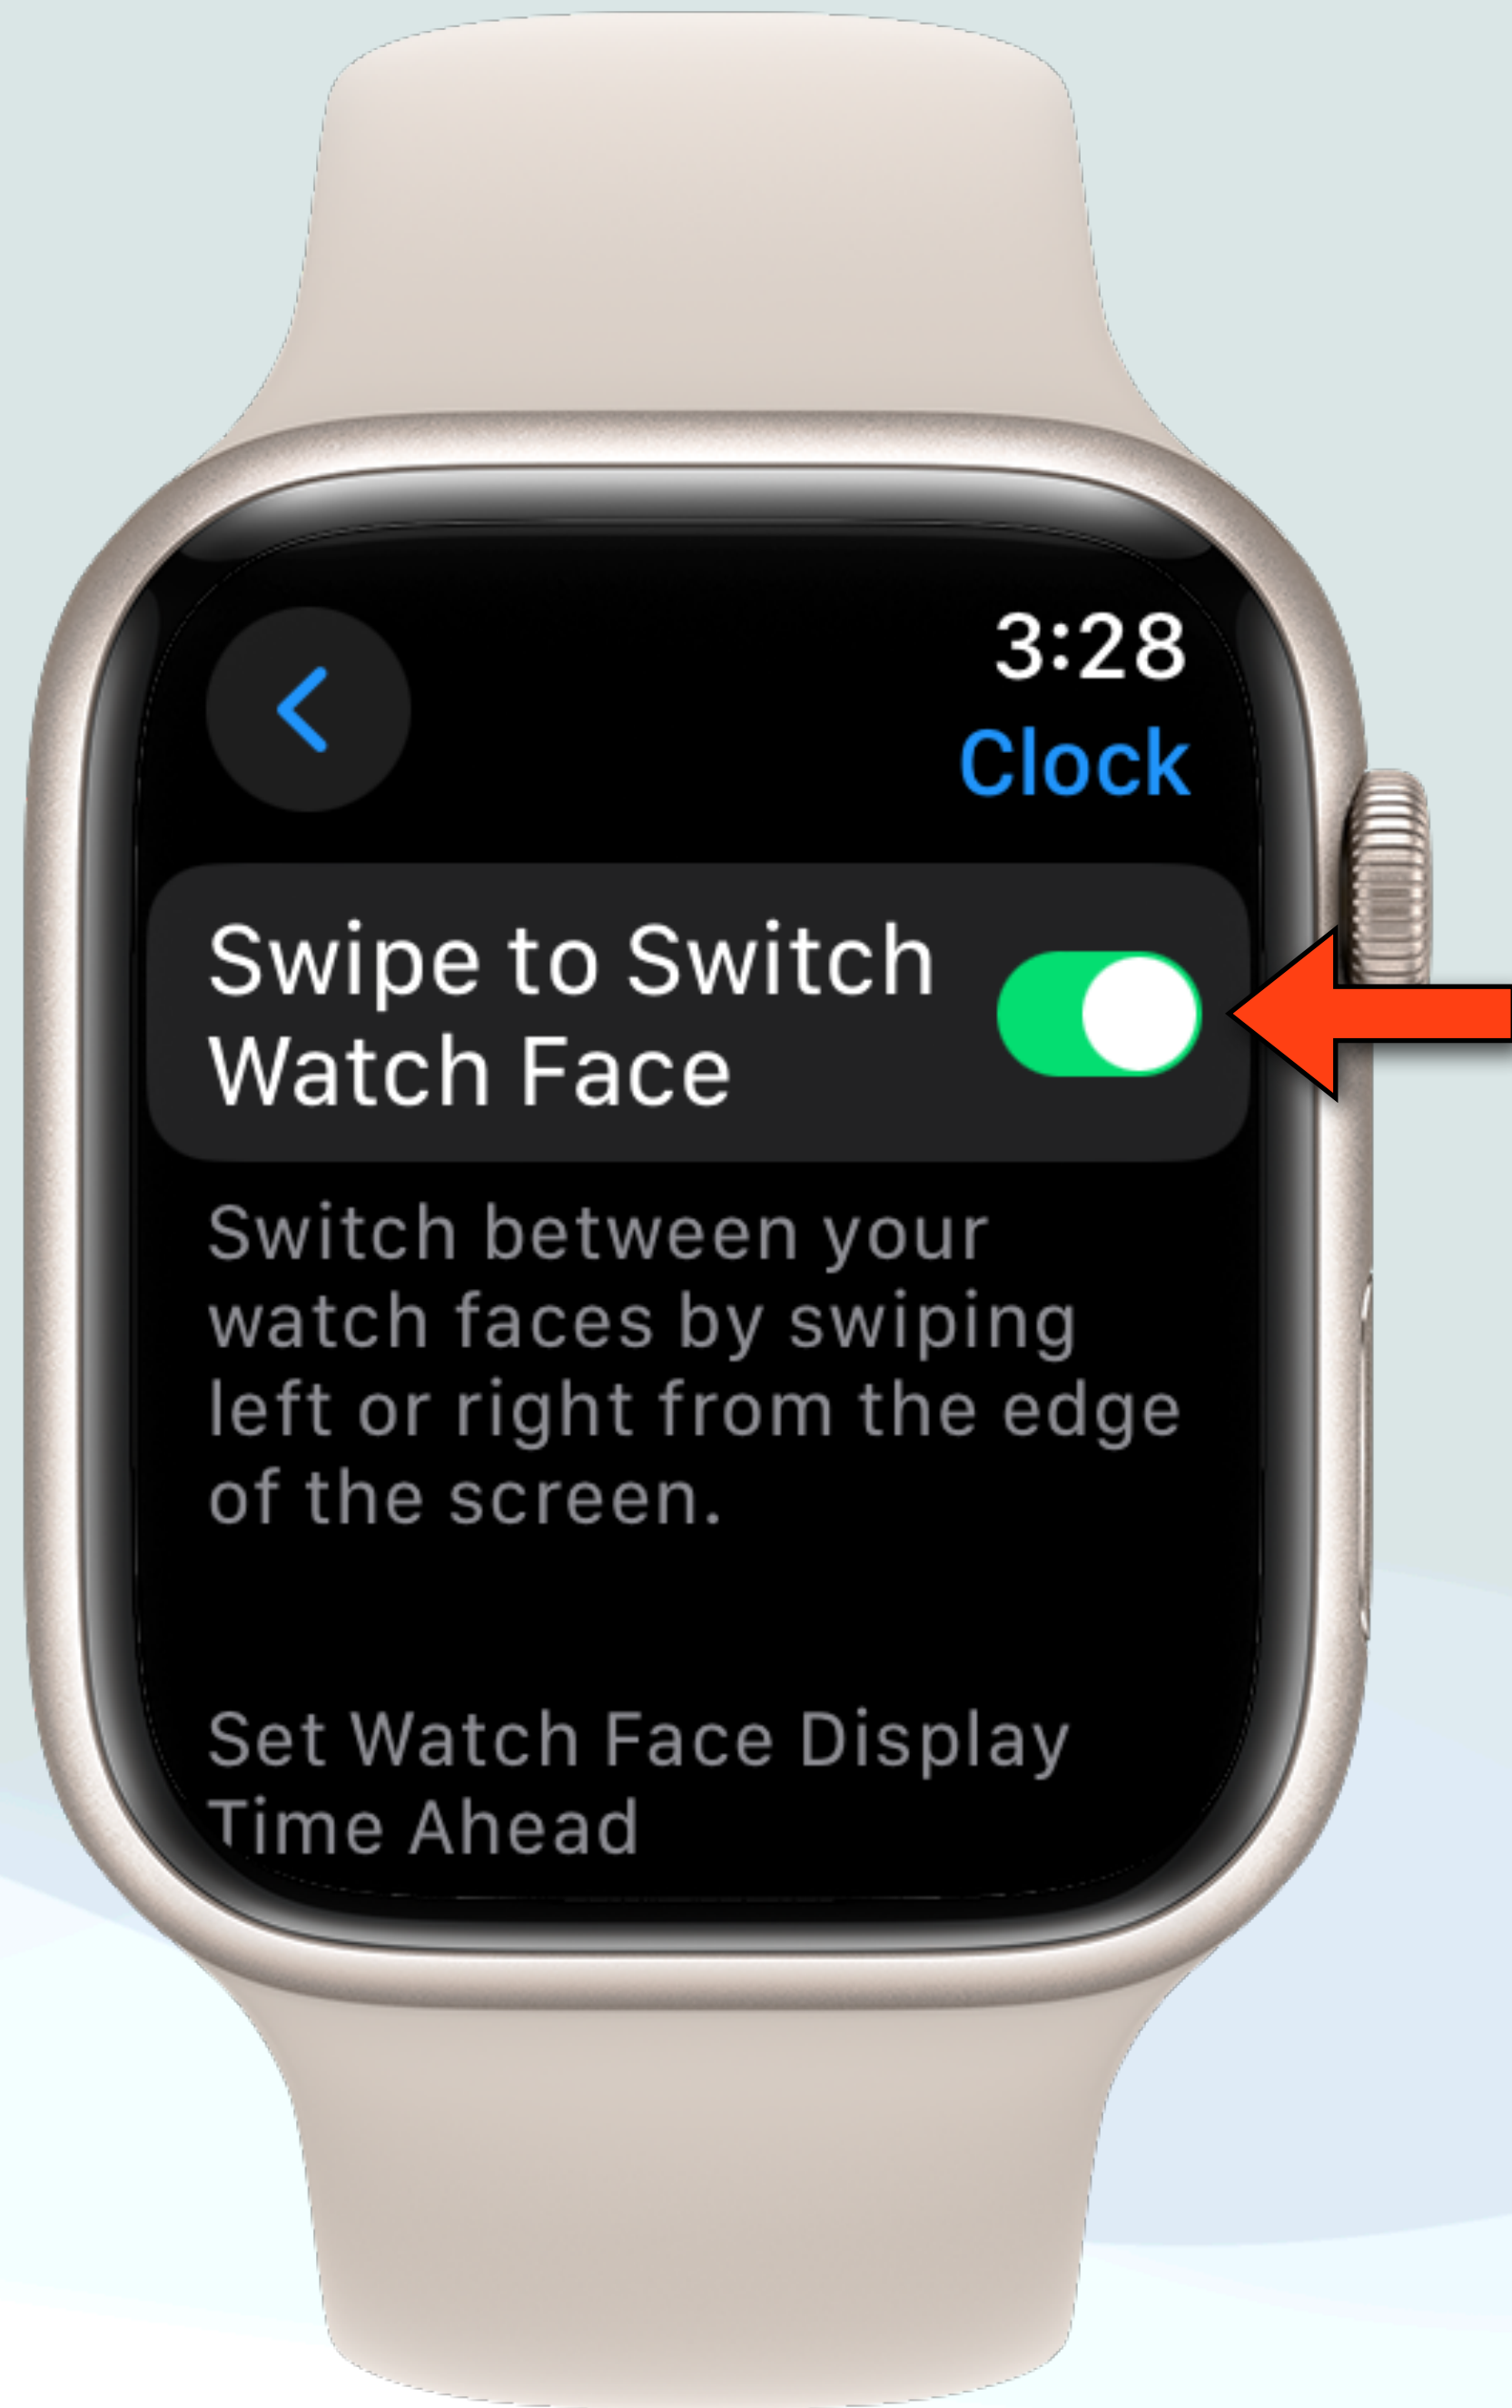 3:28
Clock
Swipe to Switch
Watch Face
Switch between your
watch faces by swiping
left or right from the edge
of the screen.
Set Watch Face Display
Time Ahead